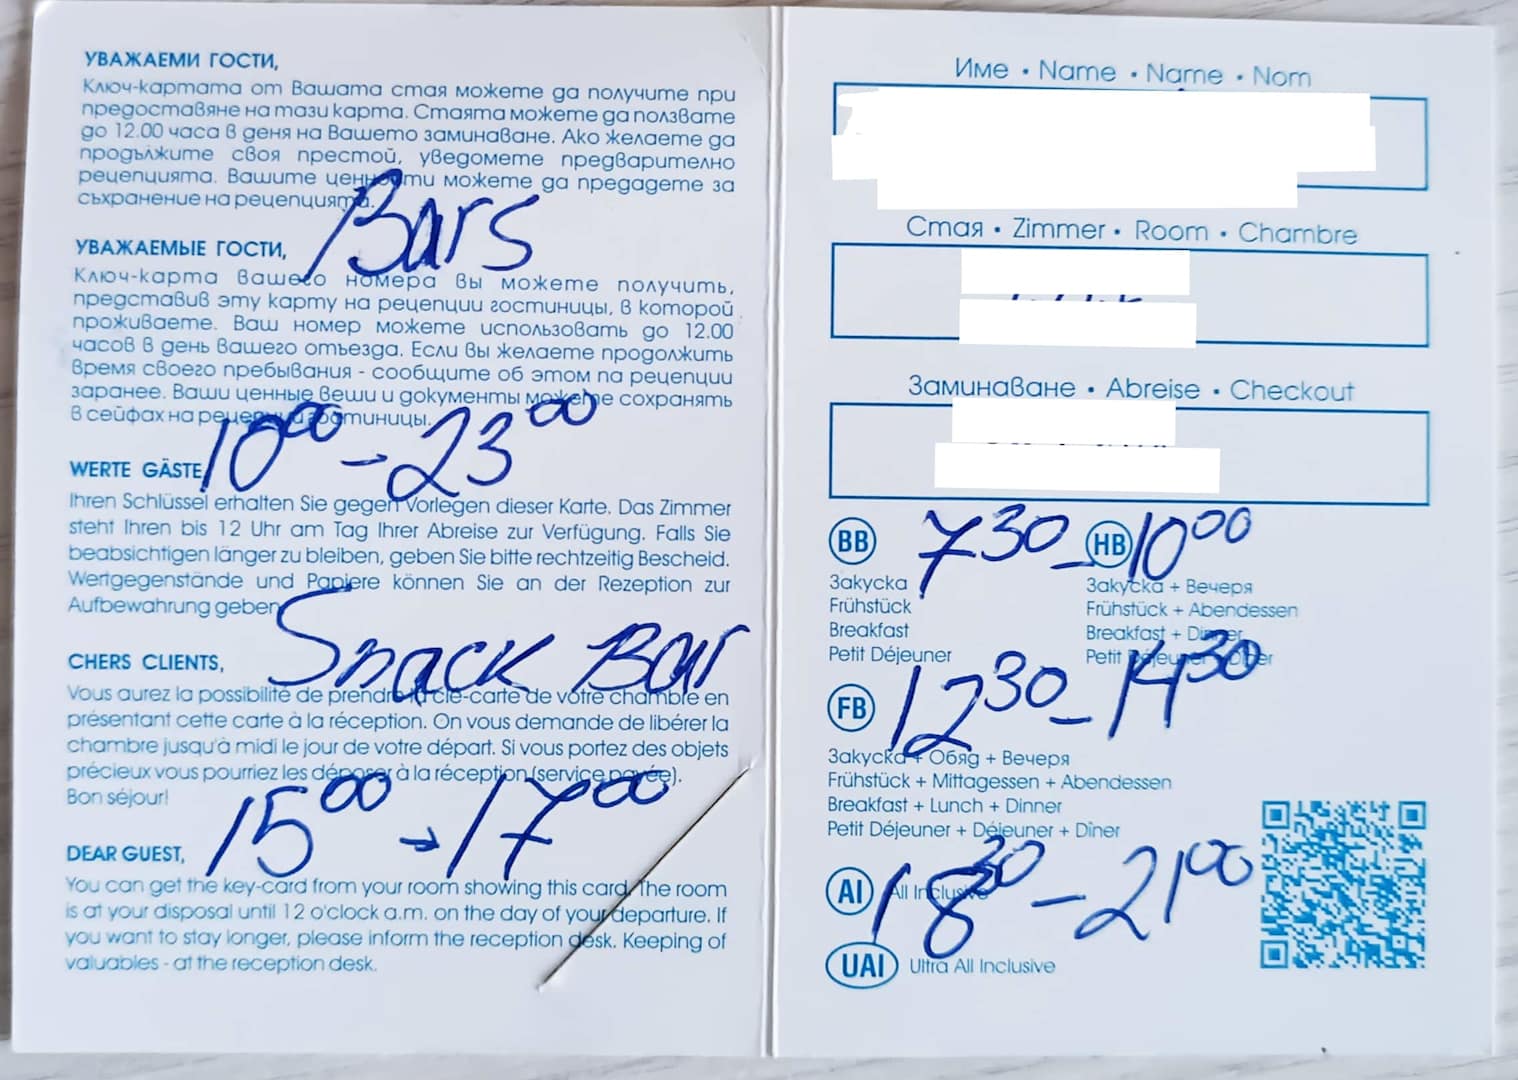 УВАЖАЕМИ ГОСТИ,
Ключ-картата от Вашата стая можете да получите при
предоставяне на тази карта. Стаята можете да ползвате
до 12.00 часа в деня на Вашето заминаване. Ако желаете да
продължите своя престой, уведомете предварително
рецепцията. Вашите ценности можете да предадете за
съхранение на рецепцията.
Bars
УВАЖАЕМЫЕ ГОСТИ,
Ключ-карта вашего номера вы можете получить,
представив эту карту на рецепции гостиницы, в которой
проживаете. Ваш номер можете использовать до 12.00
часов в день вашего отъезда. Если вы желаете продолжить
время своего пребывания - сообщите об этом па рецепции
заранее. Ваши ценные веши и документы можете сохранять
в сейфах на рецепции гостиницы.
10⁰⁰ - 23⁰⁰
WERTE GÄSTE,
Ihren Schlüssel erhalten Sie gegen Vorlegen dieser Karte. Das Zimmer
steht Ihren bis 12 Uhr am Tag Ihrer Abreise zur Verfügung. Falls Sie
beabsichtigen länger zu bleiben, geben Sie bitte rechtzeitig Bescheid.
Wertgegenstände und Papiere können Sie an der Rezeption zur
Aufbewahrung geben
Snack Bar
CHERS CLIENTS,
Vous aurez la possibilité de prendre la clé-carte de votre chambre en
présentant cette carte à la réception. On vous demande de libérer la
chambre jusqu'à midi le jour de votre départ. Si vous portez des objets
précieux vous pourriez les déposer à la réception (service payée).
Bon séjour!
15⁰⁰ - 17⁰⁰
DEAR GUEST,
You can get the key-card from your room showing this card. The room
is at your disposal until 12 o'clock a.m. on the day of your departure. If
you want to stay longer, please inform the reception desk. Keeping of
valuables - at the reception desk.
Име • Name • Name • Nom
Стая • Zimmer • Room • Chambre
Заминаване • Abreise • Checkout
BB 7³⁰ - HB 10⁰⁰
Закуска Закуска + Вечеря
Frühstück Frühstück + Abendessen
Breakfast Breakfast + Dinner
Petit Déjeuner Petit Déjeuner + Dîner
FB 12³⁰ - 14³⁰
Закуска + Обяд + Вечеря
Frühstück + Mittagessen + Abendessen
Breakfast + Lunch + Dinner
Petit Déjeuner + Déjeuner + Dîner
AI All Inclusive 18³⁰ - 21⁰⁰
UAI Ultra All Inclusive